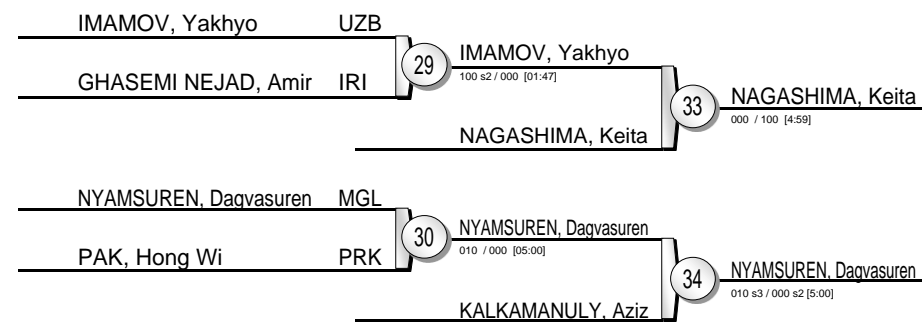 IMAMOV, Yakhyo UZB
GHASEMI NEJAD, Amir IRI
29
IMAMOV, Yakhyo
100 s2 / 000 [01:47]
NAGASHIMA, Keita
33
NAGASHIMA, Keita
000 / 100 [4:59]
NYAMSUREN, Dagvasuren MGL
PAK, Hong Wi PRK
30
NYAMSUREN, Dagvasuren
010 / 000 [05:00]
KALKAMANULY, Aziz
34
NYAMSUREN, Dagvasuren
010 s3 / 000 s2 [5:00]